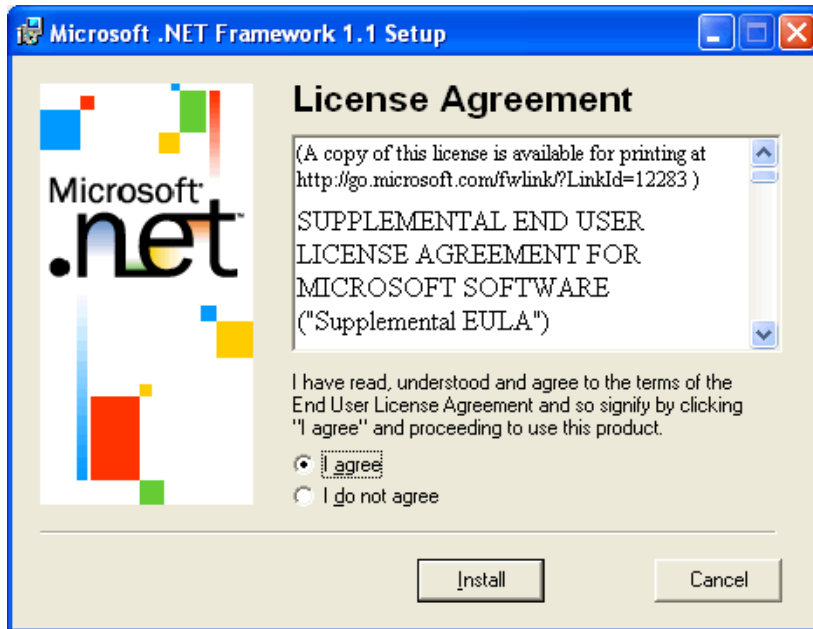 Microsoft .NET Framework 1.1 Setup
License Agreement
Microsoft
.net
(A copy of this license is available for printing at
http://go.microsoft.com/fwlink/?LinkId=12283 )
SUPPLEMENTAL END USER
LICENSE AGREEMENT FOR
MICROSOFT SOFTWARE
("Supplemental EULA")
I have read, understood and agree to the terms of the
End User License Agreement and so signify by clicking
"I agree" and proceeding to use this product.
I agree
I do not agree
Install
Cancel